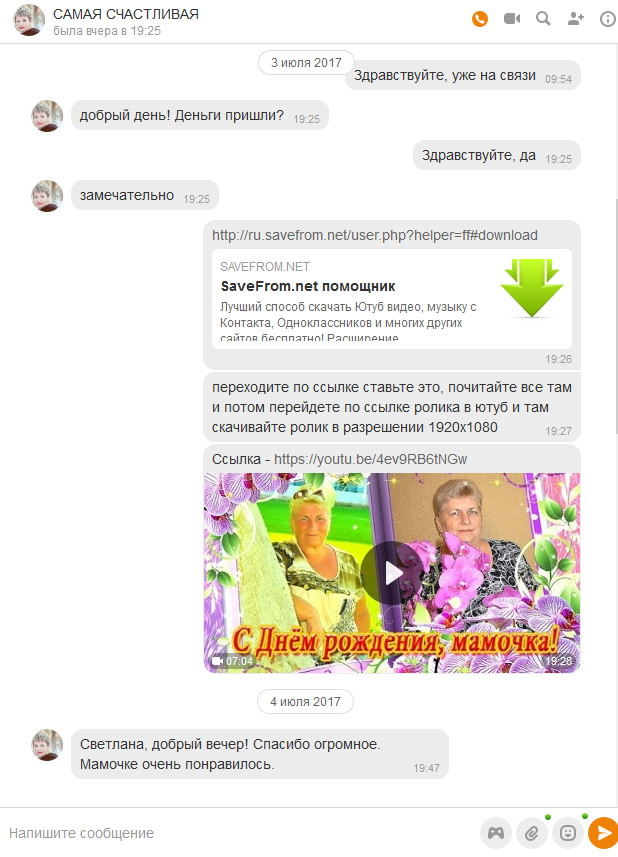 САМАЯ СЧАСТЛИВАЯ
была вчера в 19:25
3 июля 2017
Здравствуйте, уже на связи 09:54
добрый день! Деньги пришли? 19:25
Здравствуйте, да 19:25
замечательно 19:25
http://ru.savefrom.net/user.php?helper=ff#download
SAVEFROM.NET
SaveFrom.net помощник
Лучший способ скачать Ютуб видео, музыку с
Контакта, Одноклассников и многих других
сайтов бесплатно! Расширение
19:26
переходите по ссылке ставьте это, почитайте все там
и потом перейдете по ссылке ролика в ютуб и там
скачивайте ролик в разрешении 1920x1080 19:27
Ссылка - https://youtu.be/4ev9RB6tNGw
С Днём рождения, мамочка!
07:04 19:28
4 июля 2017
Светлана, добрый вечер! Спасибо огромное.
Мамочке очень понравилось. 19:47
Напишите сообщение